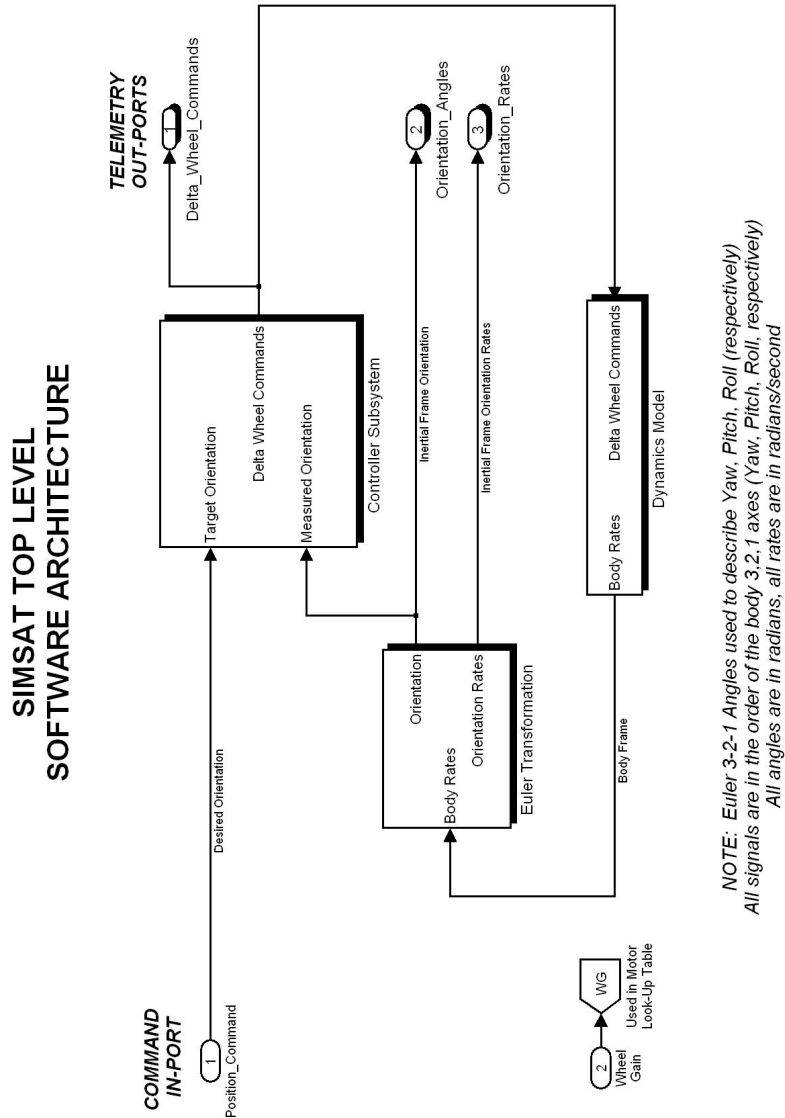 SIMSAT TOP LEVEL
SOFTWARE ARCHITECTURE
COMMAND
IN-PORT
1
Position_Command
Desired Orientation
Target Orientation
Delta Wheel Commands
Measured Orientation
Controller Subsystem
TELEMETRY
OUT-PORTS
1
Delta_Wheel_Commands
Body Rates
Orientation
Orientation Rates
Euler Transformation
Inertial Frame Orientation
2
Orientation_Angles
Inertial Frame Orientation Rates
3
Orientation_Rates
2
Wheel
Gain
WG
Used in Motor
Look-Up Table
Body Frame
Body Rates
Delta Wheel Commands
Dynamics Model
NOTE: Euler 3-2-1 Angles used to describe Yaw, Pitch, Roll (respectively)
All signals are in the order of the body 3,2,1 axes (Yaw, Pitch, Roll, respectively)
All angles are in radians, all rates are in radians/second